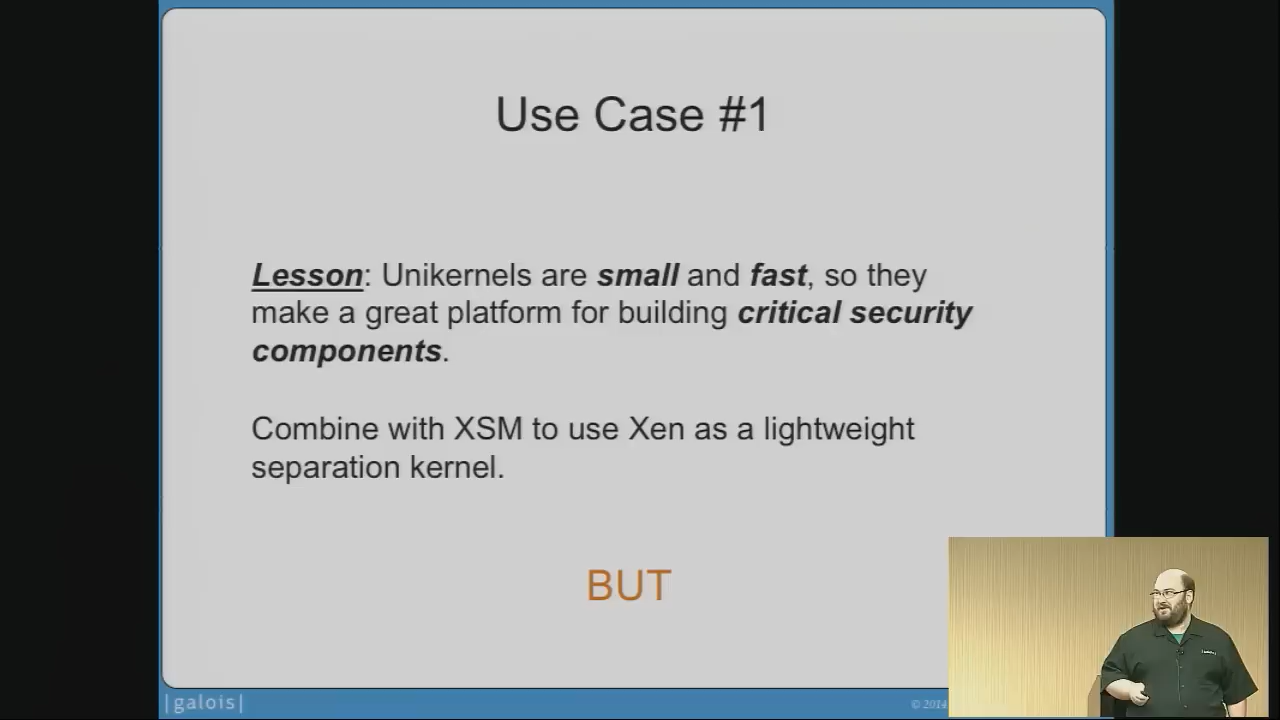 Use Case #1
Lesson: Unikernels are small and fast, so they
make a great platform for building critical security
components.
Combine with XSM to use Xen as a lightweight
separation kernel.
BUT
|galois|
© 2014